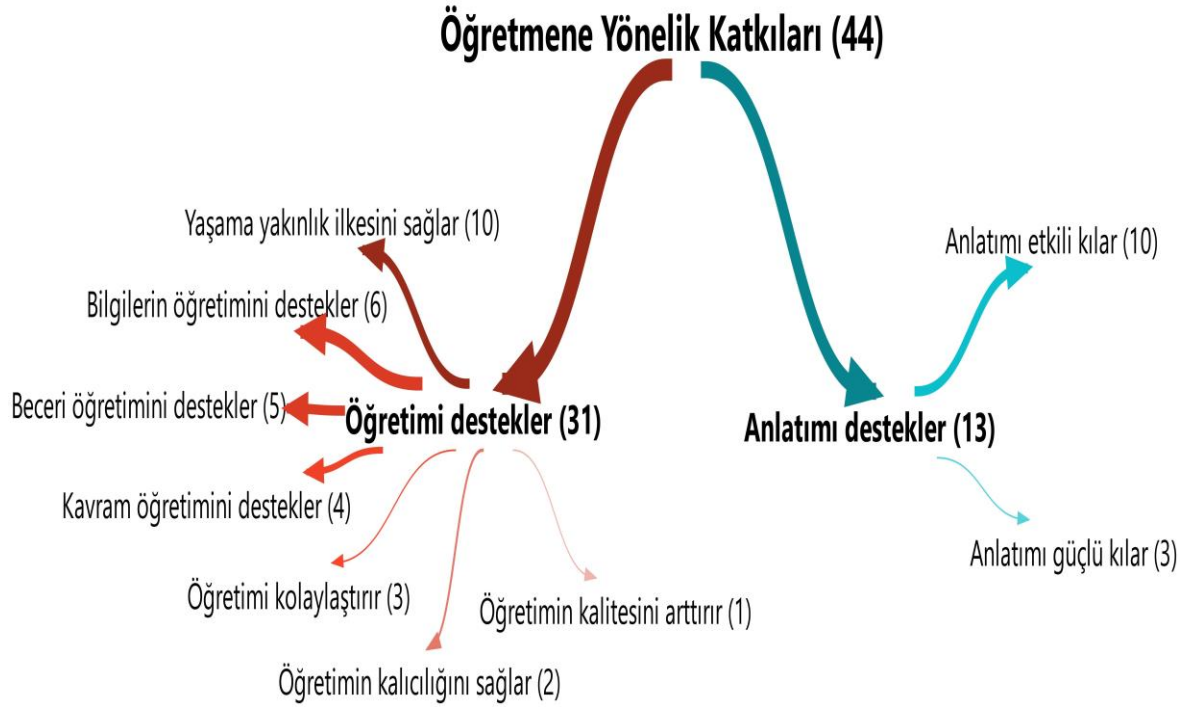 Öğretmene Yönelik Katkıları (44)
Yaşama yakınlık ilkesini sağlar (10)
Anlatımı etkili kılar (10)
Bilgilerin öğretimini destekler (6)
Beceri öğretimini destekler (5)
Öğretimi destekler (31)
Anlatımı destekler (13)
Kavram öğretimini destekler (4)
Anlatımı güçlü kılar (3)
Öğretimi kolaylaştırır (3)
Öğretimin kalitesini arttırır (1)
Öğretimin kalıcılığını sağlar (2)